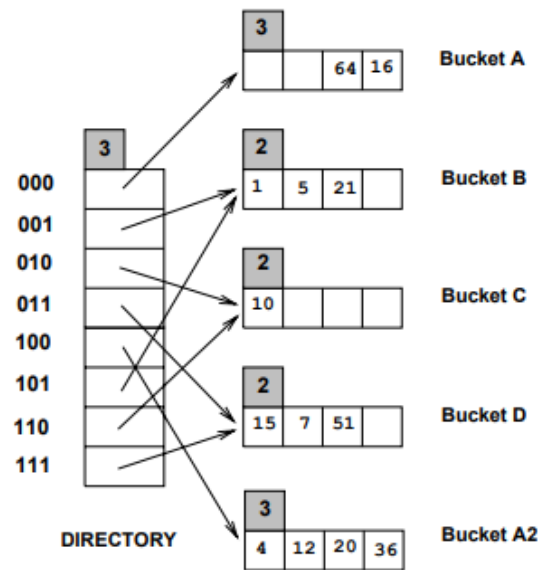 3
64 16 Bucket A
3
2
000
1 5 21 Bucket B
001
010
2
10 Bucket C
011
100
101
2
15 7 51 Bucket D
110
111
3
DIRECTORY
4 12 20 36 Bucket A2